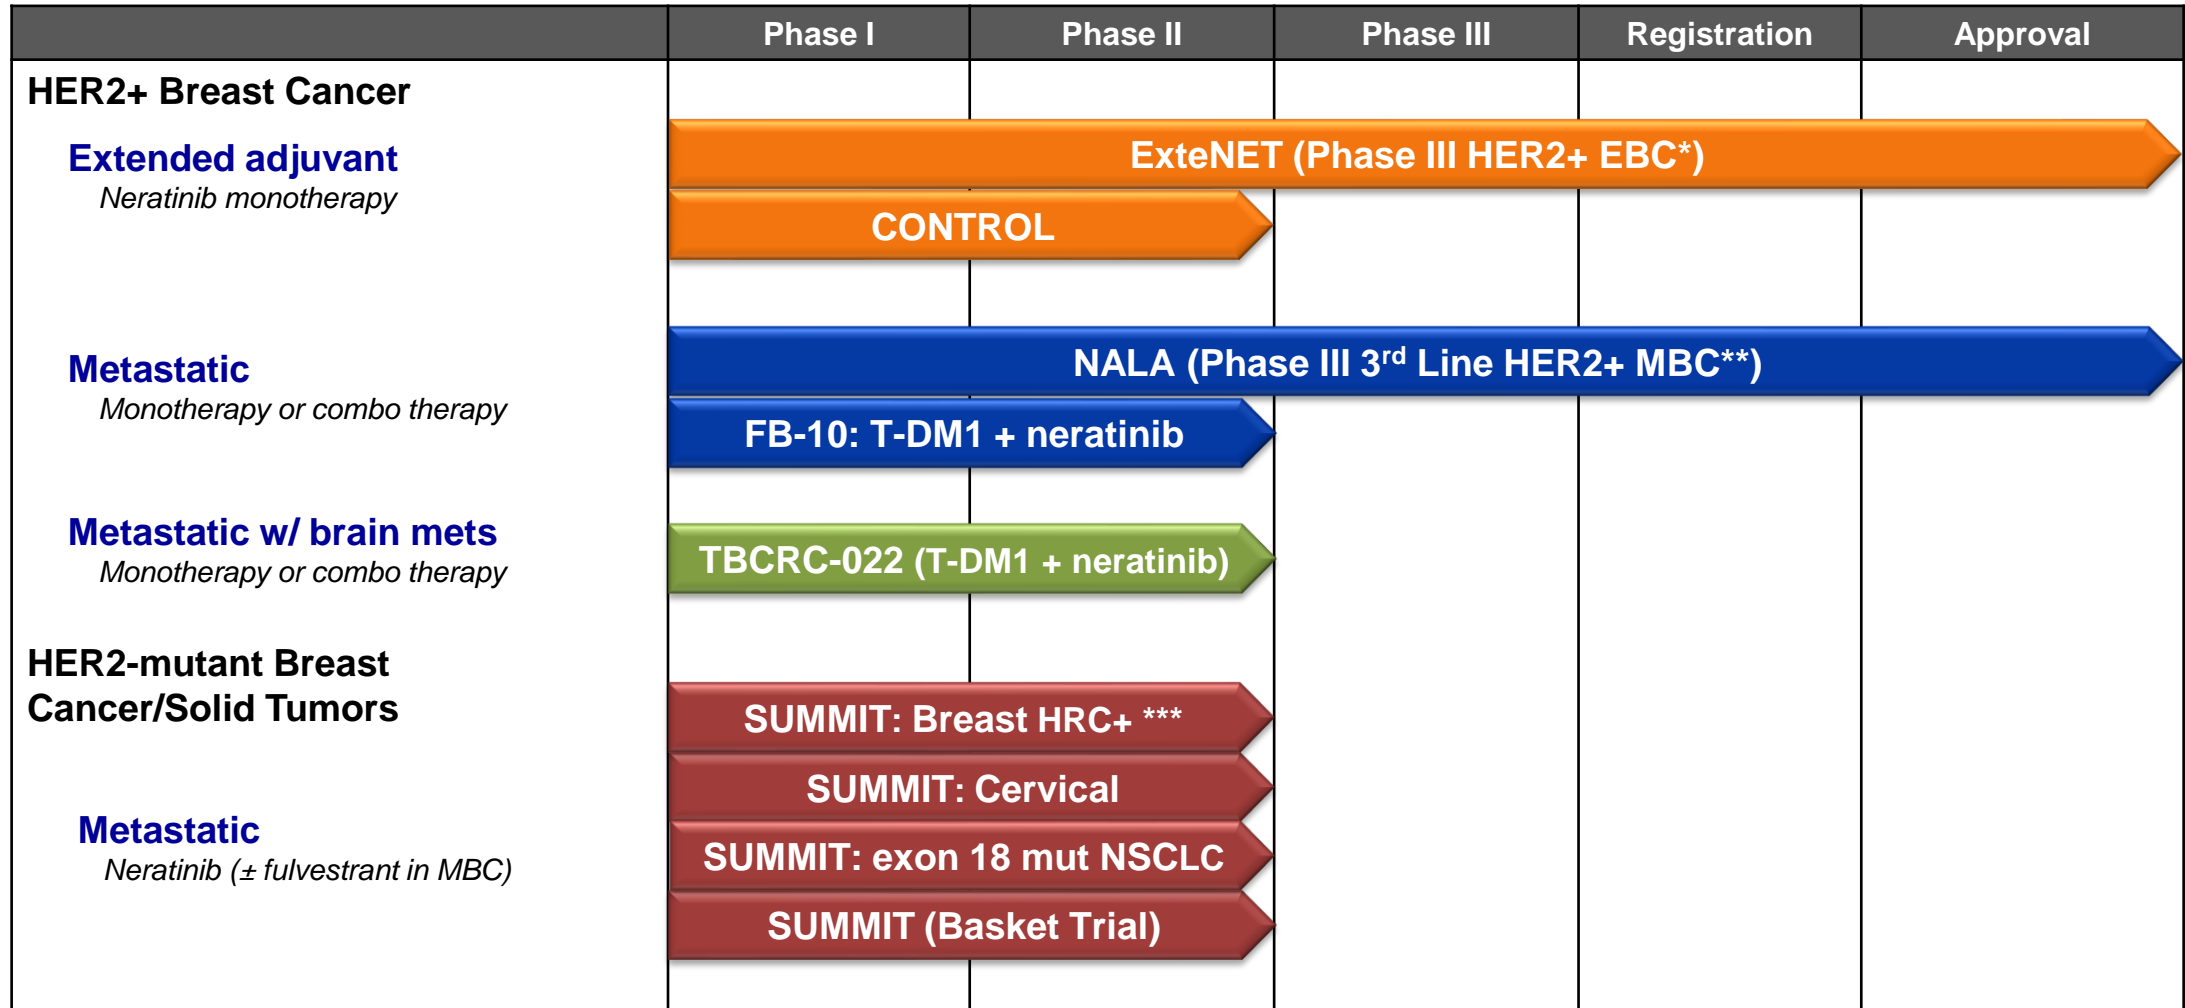 Phase I Phase II Phase III Registration Approval
HER2+ Breast Cancer
Extended adjuvant
Neratinib monotherapy
ExteNET (Phase III HER2+ EBC*)
CONTROL
Metastatic
Monotherapy or combo therapy
NALA (Phase III 3rd Line HER2+ MBC**)
FB-10: T-DM1 + neratinib
Metastatic w/ brain mets
Monotherapy or combo therapy
TBCRC-022 (T-DM1 + neratinib)
HER2-mutant Breast
Cancer/Solid Tumors
SUMMIT: Breast HRC+ ***
SUMMIT: Cervical
Metastatic
Neratinib (± fulvestrant in MBC)
SUMMIT: exon 18 mut NSCLC
SUMMIT (Basket Trial)